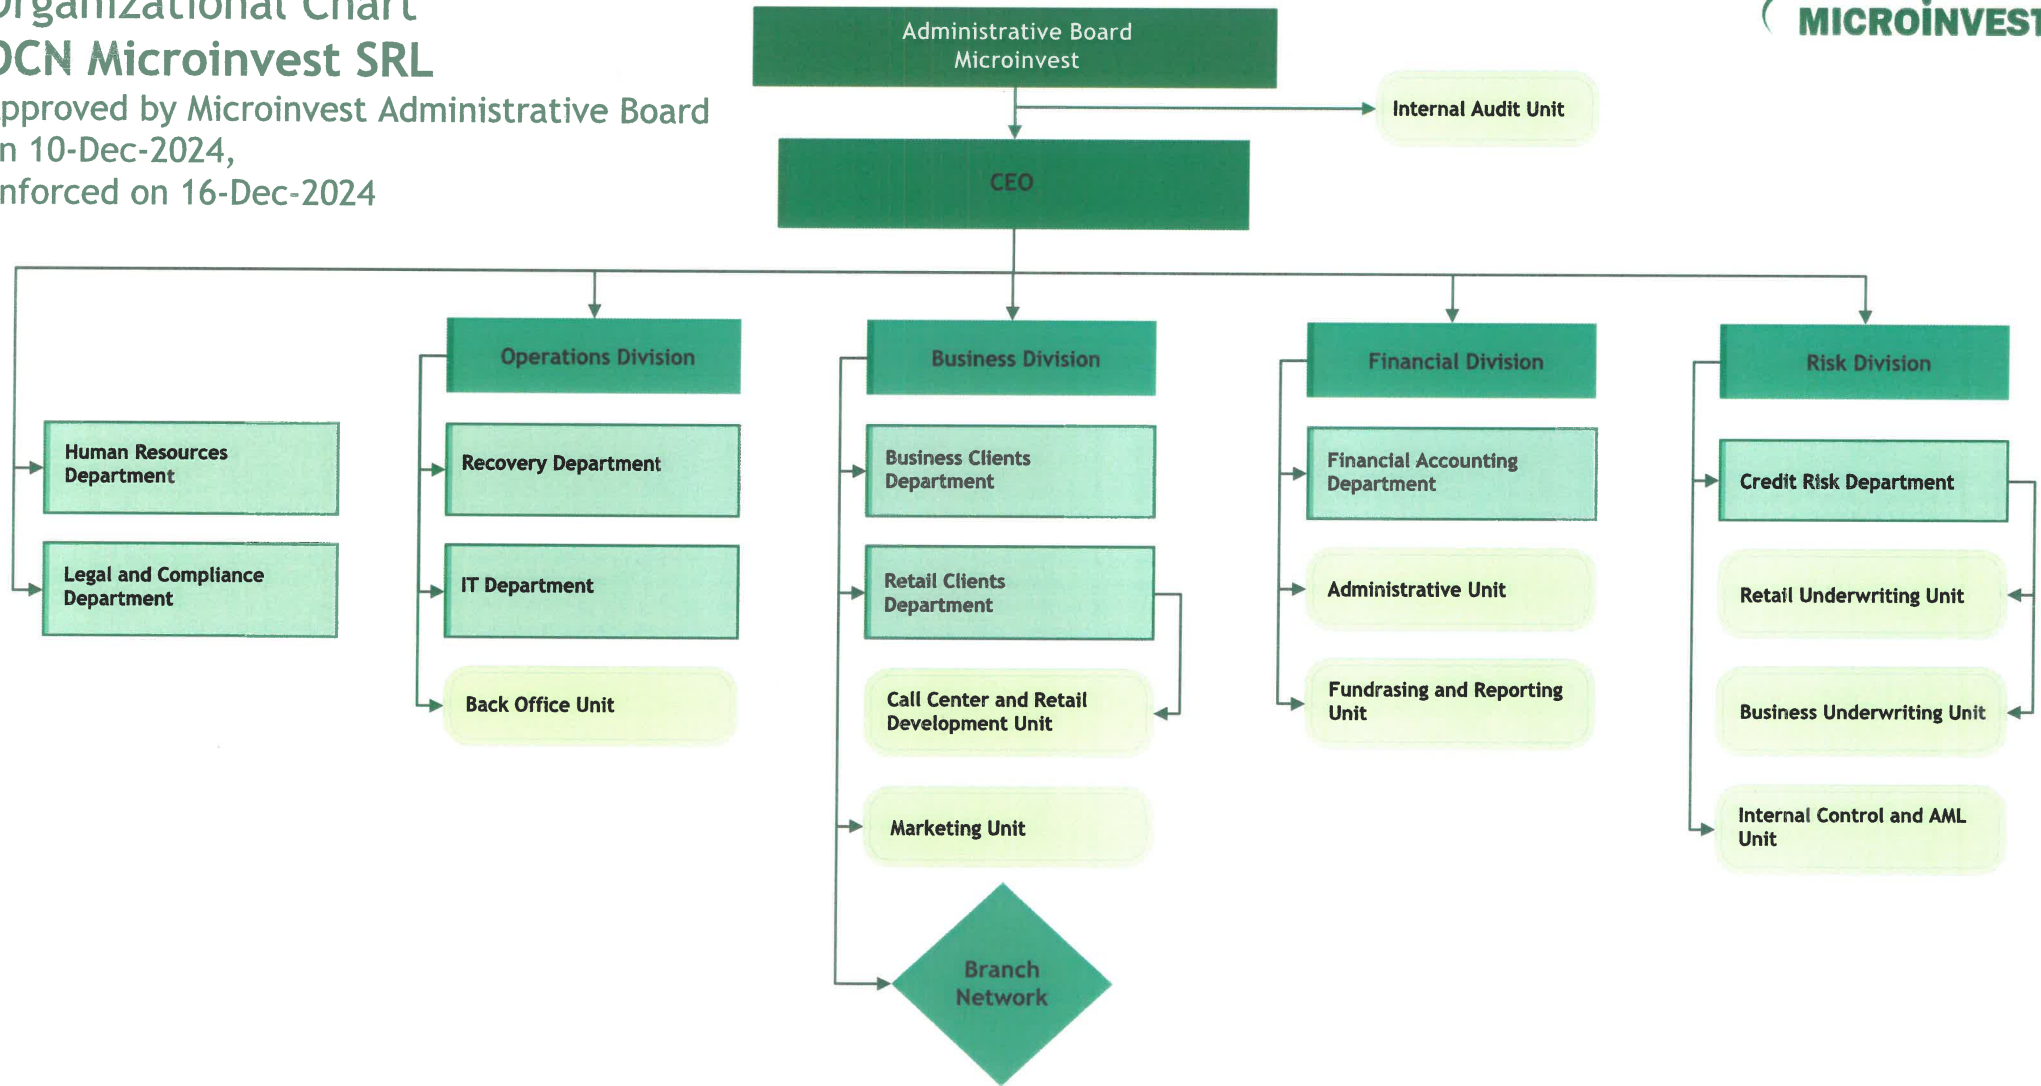 Organizational Chart
OCN Microinvest SRL
pproved by Microinvest Administrative Board
n 10-Dec-2024,
nforced on 16-Dec-2024
MICROINVEST
Administrative Board
Microinvest
Internal Audit Unit
CEO
Operations Division
Business Division
Financial Division
Risk Division
Human Resources
Department
Legal and Compliance
Department
Recovery Department
IT Department
Back Office Unit
Business Clients
Department
Retail Clients
Department
Call Center and Retail
Development Unit
Marketing Unit
Branch
Network
Financial Accounting
Department
Administrative Unit
Fundrasing and Reporting
Unit
Credit Risk Department
Retail Underwriting Unit
Business Underwriting Unit
Internal Control and AML
Unit